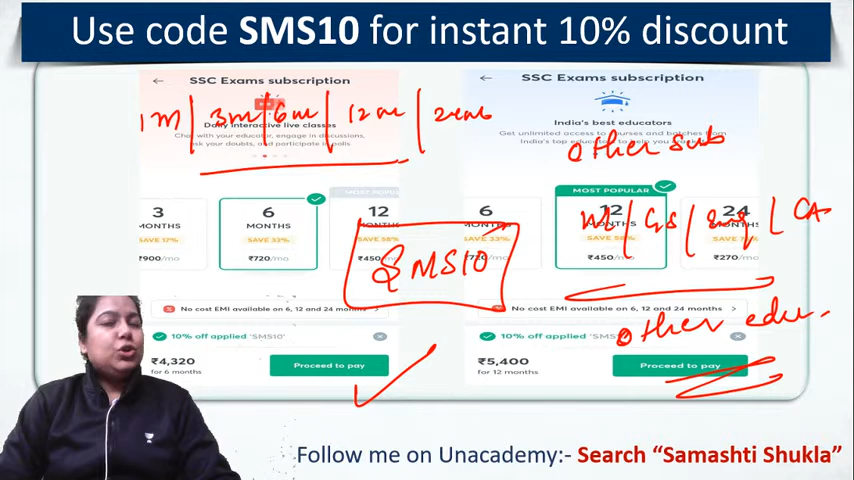 Use code SMS10 for instant 10% discount
SSC Exams subscription
1M | 3m | 6m | 12m |
Daily interactive live classes
Chat with your educator, engage in discussions,
ask your doubts, and participate in polls
3
MONTHS
SAVE 17%
₹900/mo
6
MONTHS
SAVE 33%
₹720/mo
MOST POPULAR
12
MONTHS
SAVE 58%
₹450/
SMS10
No cost EMI available on 6, 12 and 24 months
10% off applied 'SMS10'
₹4,320
for 6 months
Proceed to pay
SSC Exams subscription
India's best educators
Get unlimited access to courses and batches from
India's top educators to help you
other sub
6
MONTHS
SAVE 33%
₹720/mo
MOST POPULAR
12
MONTHS
SAVE 58%
₹450/mo
24
MONTHS
₹270/mo
| GS | | CA
No cost EMI available on 6, 12 and 24 months
other edu.
10% off applied 'SMS
₹5,400
for 12 months
Proceed to pay
Follow me on Unacademy:- Search “Samashti Shukla”